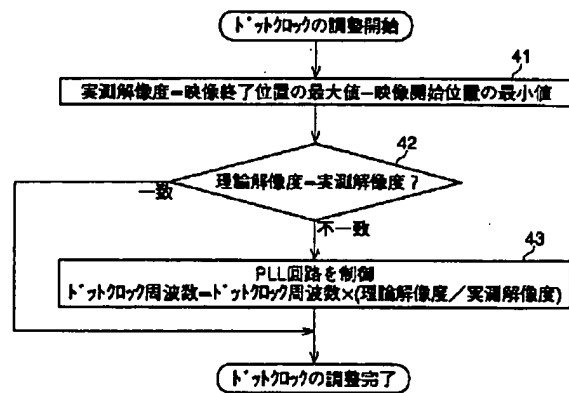 ﾄﾞｯﾄｸﾛｯｸの調整開始
41
実測解像度=映像終了位置の最大値-映像開始位置の最小値
42
理論解像度=実測解像度?
一致
不一致
43
PLL回路を制御
ﾄﾞｯﾄｸﾛｯｸ周波数=ﾄﾞｯﾄｸﾛｯｸ周波数×(理論解像度/実測解像度)
ﾄﾞｯﾄｸﾛｯｸの調整完了